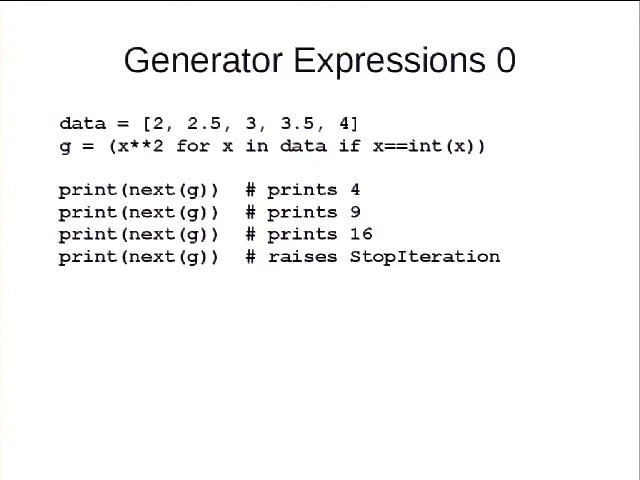 Generator Expressions 0
data = [2, 2.5, 3, 3.5, 4]
g = (x**2 for x in data if x==int(x))
print(next(g))  # prints 4
print(next(g))  # prints 9
print(next(g))  # prints 16
print(next(g))  # raises StopIteration